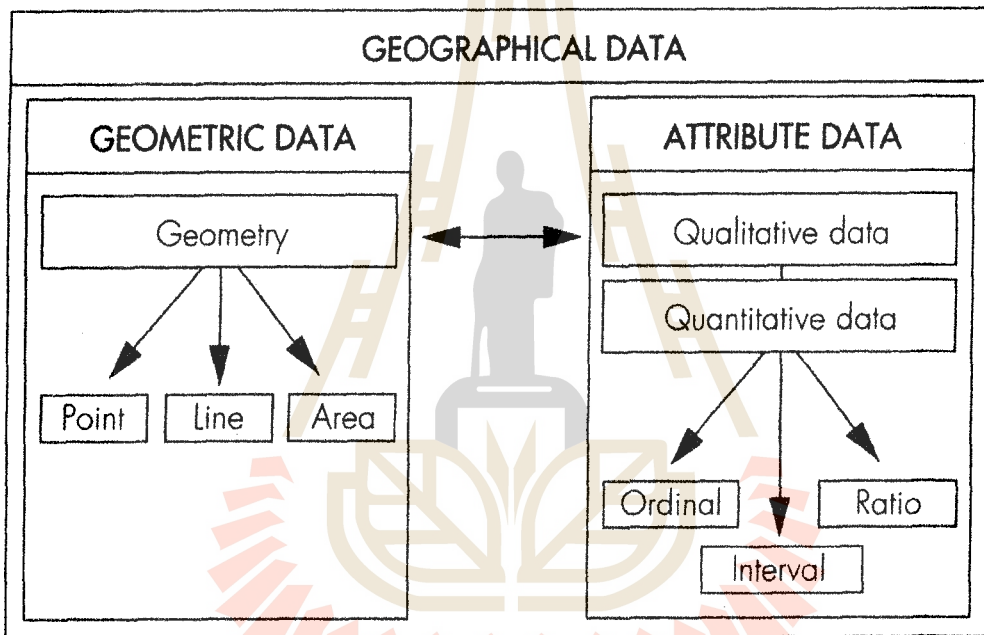 GEOGRAPHICAL DATA
GEOMETRIC DATA
Geometry
Point
Line
Area
ATTRIBUTE DATA
Qualitative data
Quantitative data
Ordinal
Ratio
Interval